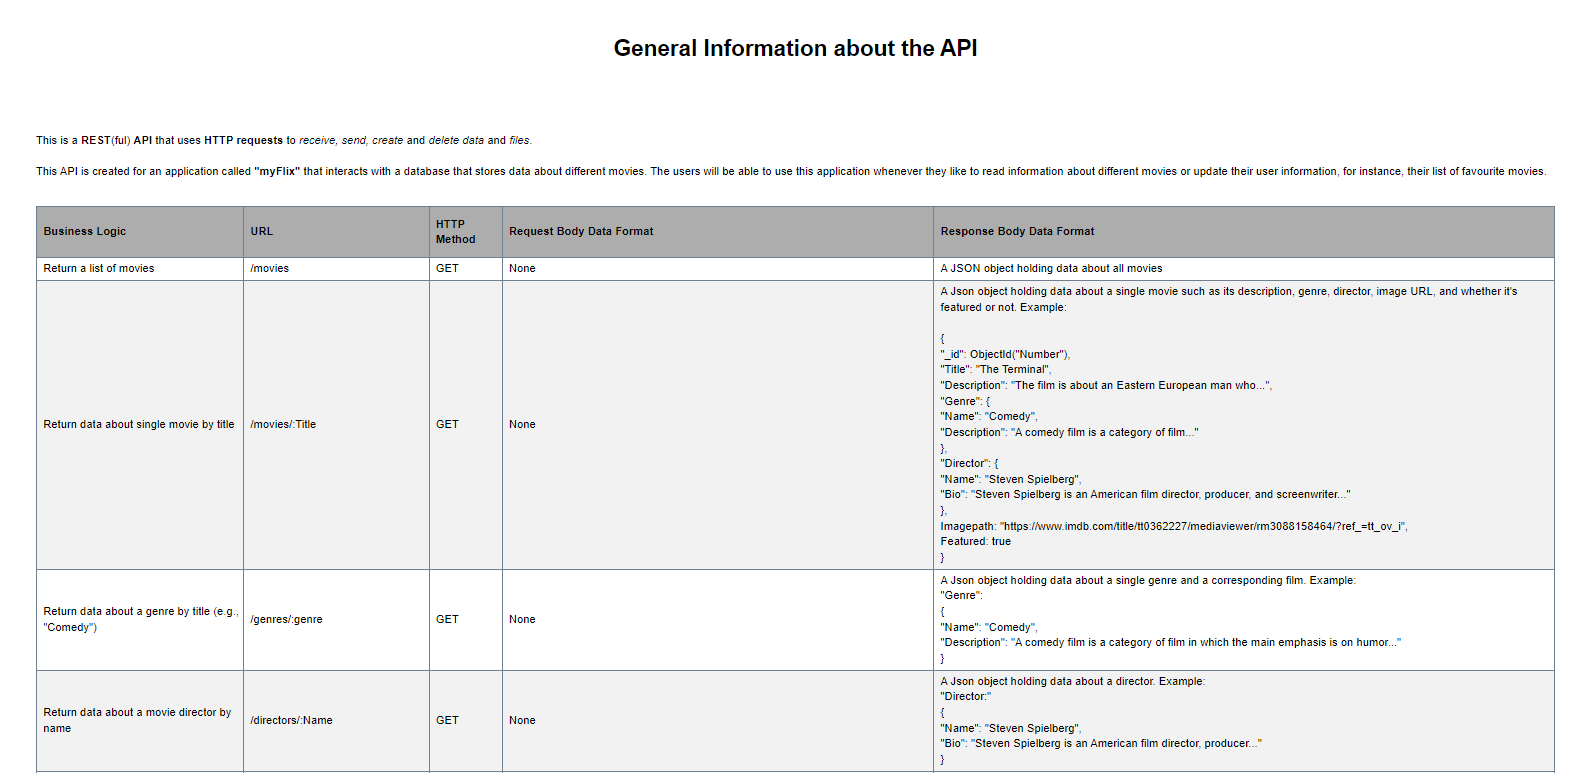 General Information about the API
This is a REST(ful) API that uses HTTP requests to receive, send, create and delete data and files.
This API is created for an application called "myFlix" that interacts with a database that stores data about different movies. The users will be able to use this application whenever they like to read information about different movies or update their user information, for instance, their list of favourite movies.
Business Logic
URL
HTTP
Method
Request Body Data Format
Response Body Data Format
Return a list of movies
/movies
GET
None
A JSON object holding data about all movies
Return data about single movie by title
/movies/:Title
GET
None
A Json object holding data about a single movie such as its description, genre, director, image URL, and whether it's
featured or not. Example:
{
"_id": ObjectId("Number"),
"Title": "The Terminal",
"Description": "The film is about an Eastern European man who...",
"Genre": {
"Name": "Comedy",
"Description": "A comedy film is a category of film..."
},
"Director": {
"Name": "Steven Spielberg",
"Bio": "Steven Spielberg is an American film director, producer, and screenwriter..."
},
Imagepath: "https://www.imdb.com/title/tt0362227/mediaviewer/rm3088158464/?ref_=tt_ov_i",
Featured: true
}
Return data about a genre by title (e.g.,
"Comedy")
/genres/:genre
GET
None
A Json object holding data about a single genre and a corresponding film. Example:
"Genre":
{
"Name": "Comedy",
"Description": "A comedy film is a category of film in which the main emphasis is on humor..."
}
Return data about a movie director by
name
/directors/:Name
GET
None
A Json object holding data about a director. Example:
"Director:"
{
"Name": "Steven Spielberg",
"Bio": "Steven Spielberg is an American film director, producer..."
}